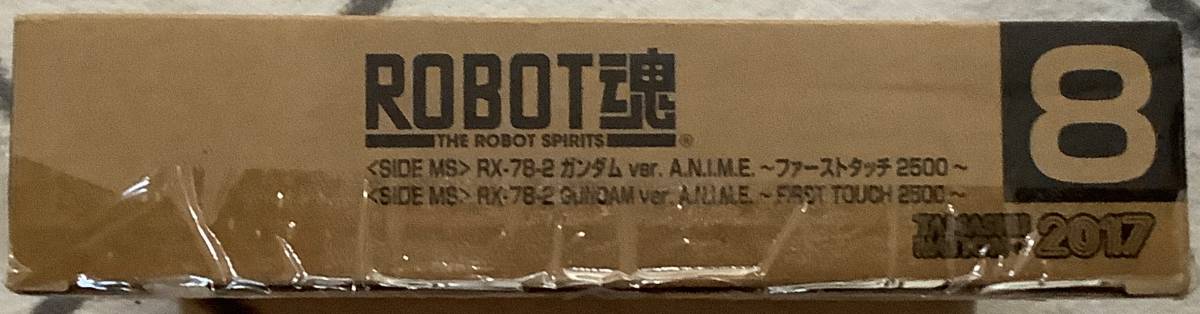 ROBOT魂
THE ROBOT SPIRITS®
<SIDE MS> RX-78-2 ガンダム ver. A.N.I.M.E. ～ファーストタッチ 2500～
<SIDE MS> RX-78-2 GUNDAM ver. A.N.I.M.E. ～ FIRST TOUCH 2500～
8
TAMASHII
NATIONS
2017